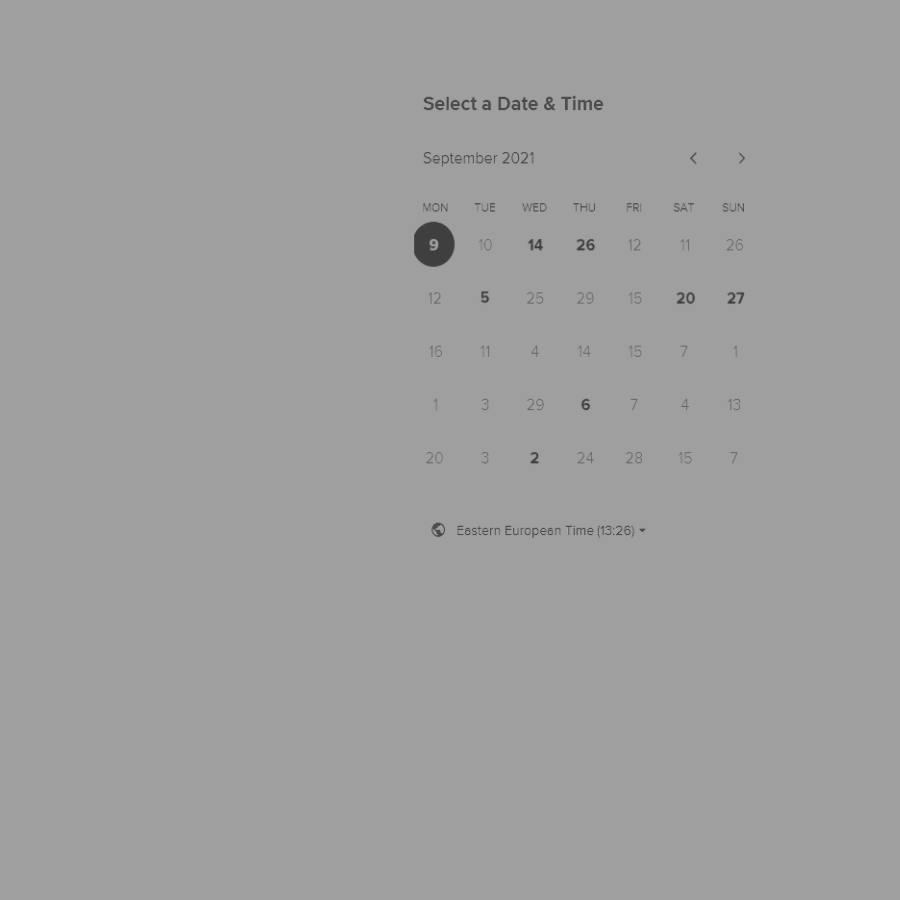 Select a Date & Time
September 2021
MON TUE WED THU FRI SAT SUN
9 10 14 26 12 11 26
12 5 25 29 15 20 27
16 11 4 14 15 7 1
1 3 29 6 7 4 13
20 3 2 24 28 15 7
Eastern European Time (13:26)